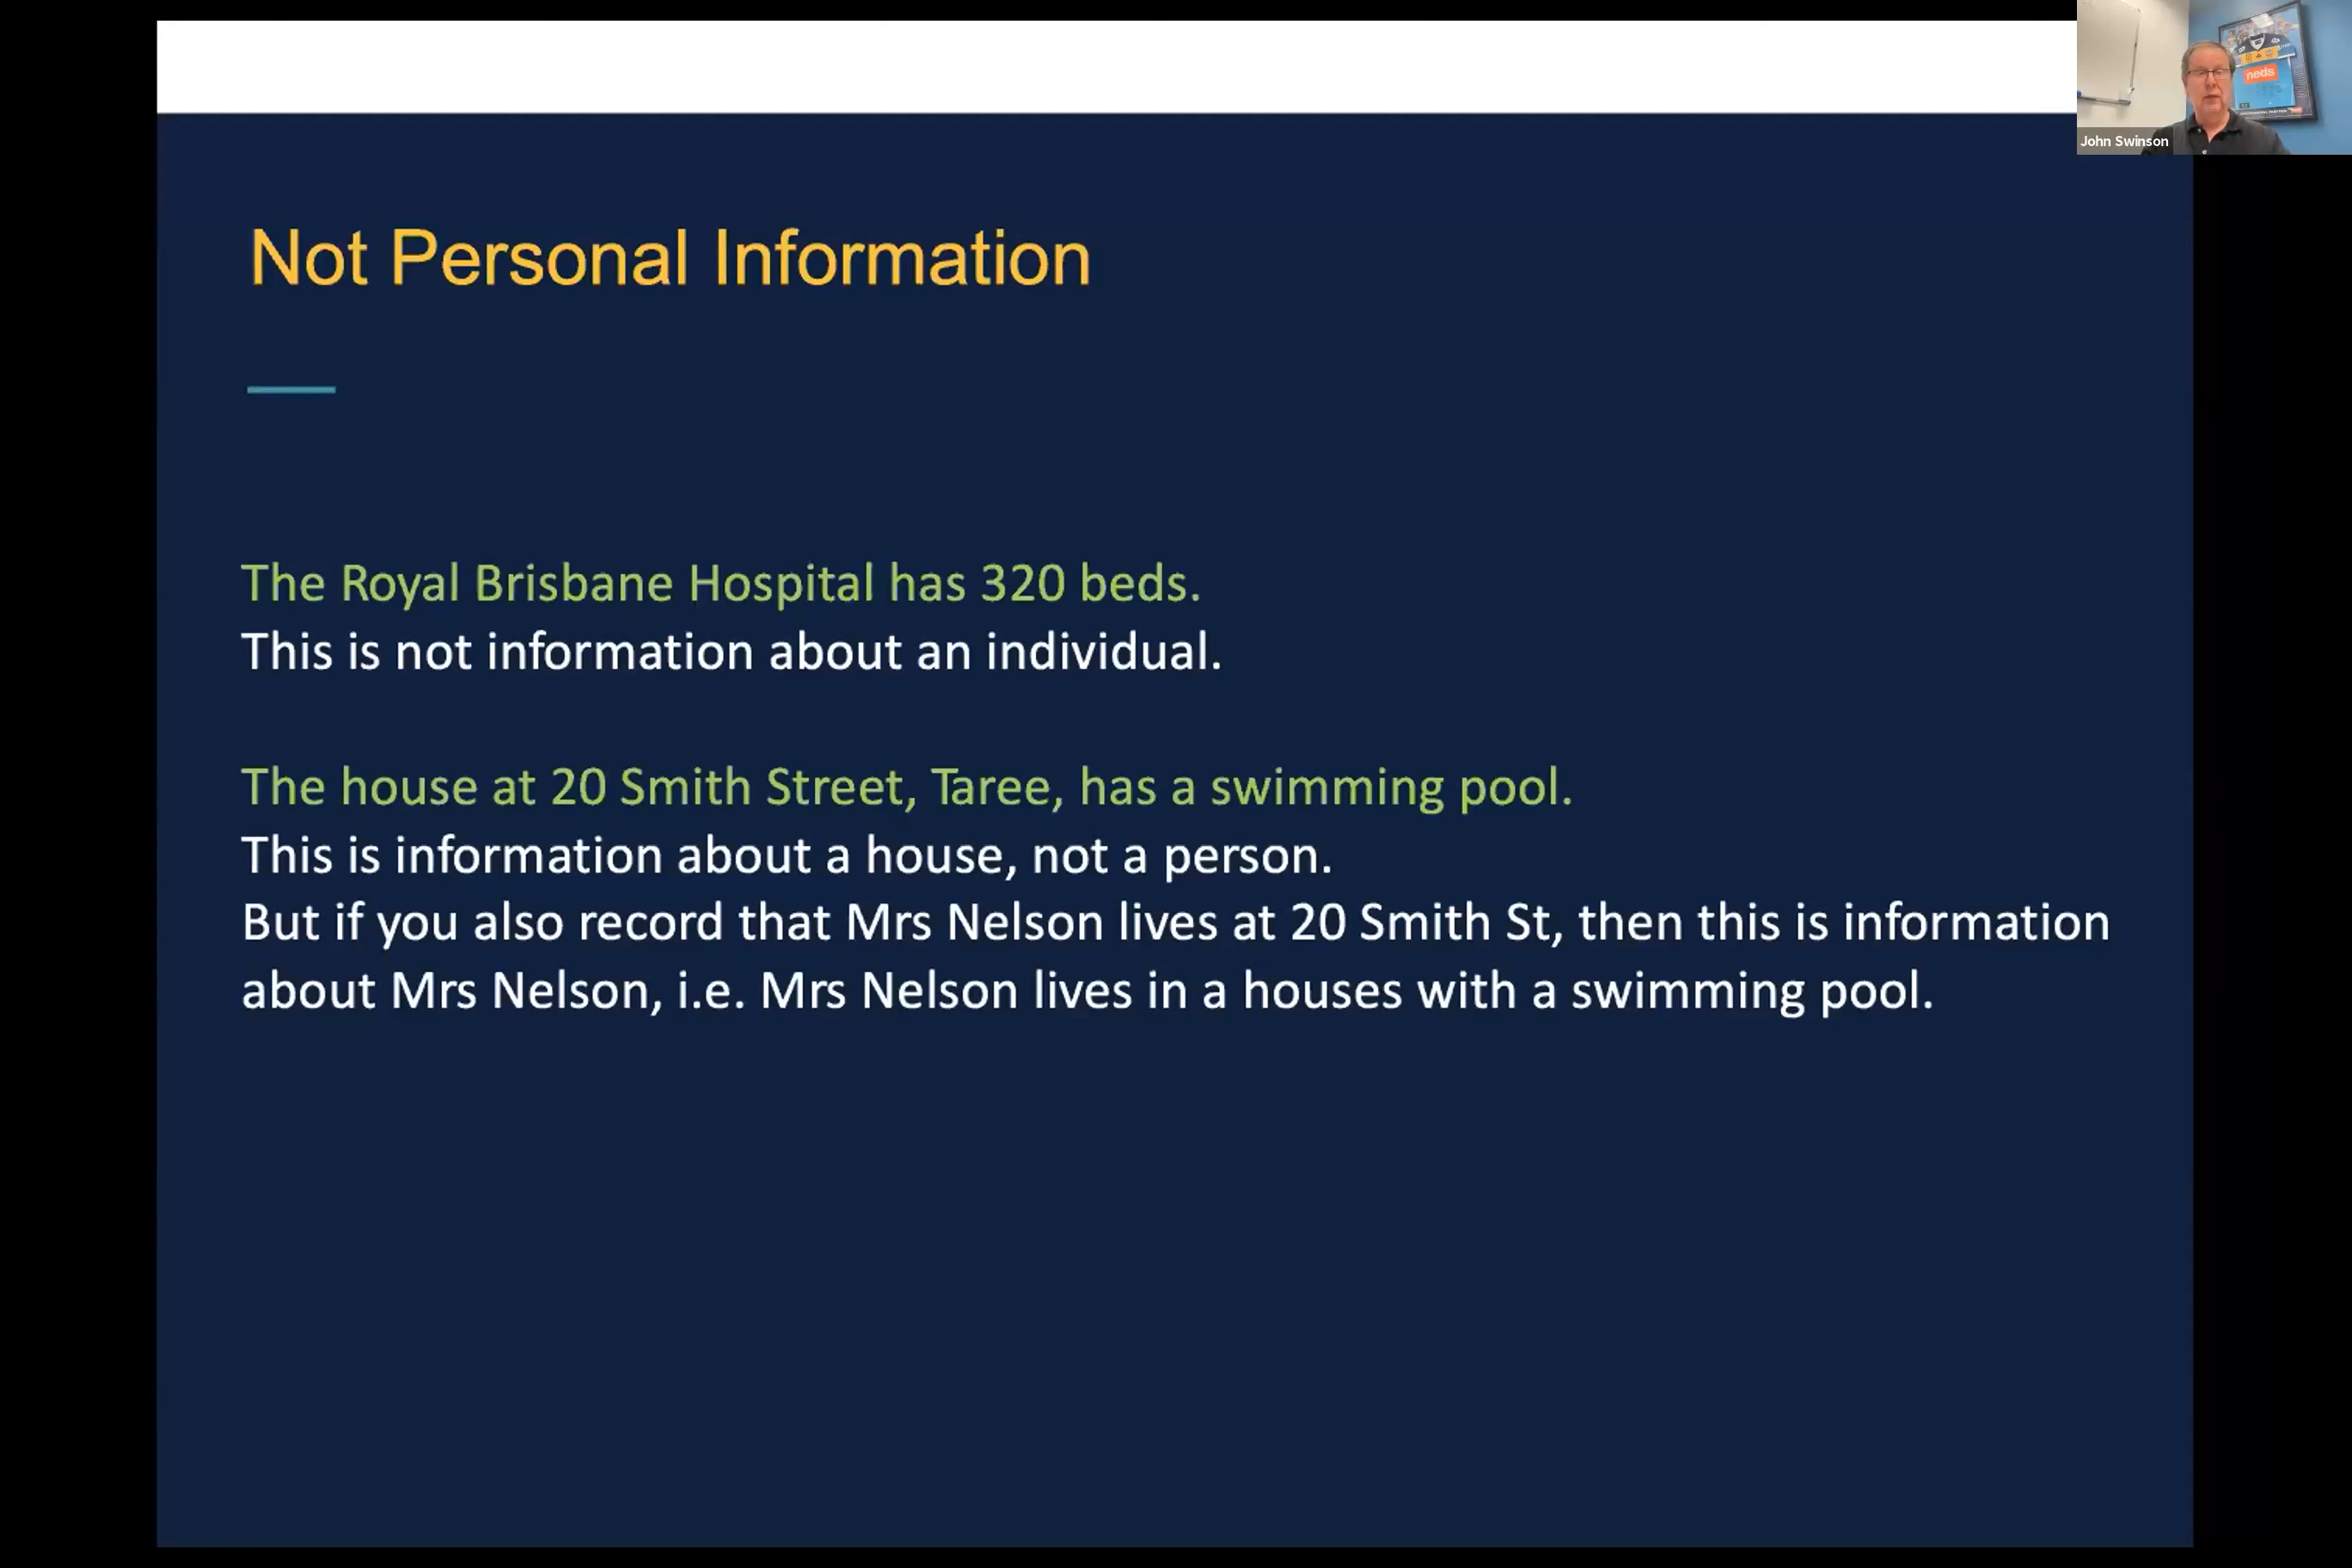 Not Personal Information
The Royal Brisbane Hospital has 320 beds.
This is not information about an individual.
The house at 20 Smith Street, Taree, has a swimming pool.
This is information about a house, not a person.
But if you also record that Mrs Nelson lives at 20 Smith St, then this is information
about Mrs Nelson, i.e. Mrs Nelson lives in a houses with a swimming pool.
neds
John Swinson